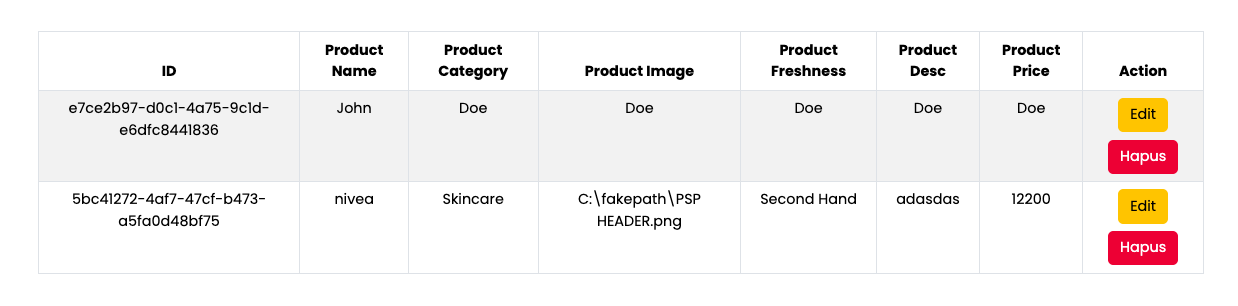 ID Product Name Product Category Product Image Product Freshness Product Desc Product Price Action
e7ce2b97-d0c1-4a75-9c1d-e6dfc8441836 John Doe Doe Doe Doe Doe Edit
Hapus
5bc41272-4af7-47cf-b473-a5fa0d48bf75 nivea Skincare C:\fakepath\PSP HEADER.png Second Hand adasdas 12200 Edit
Hapus